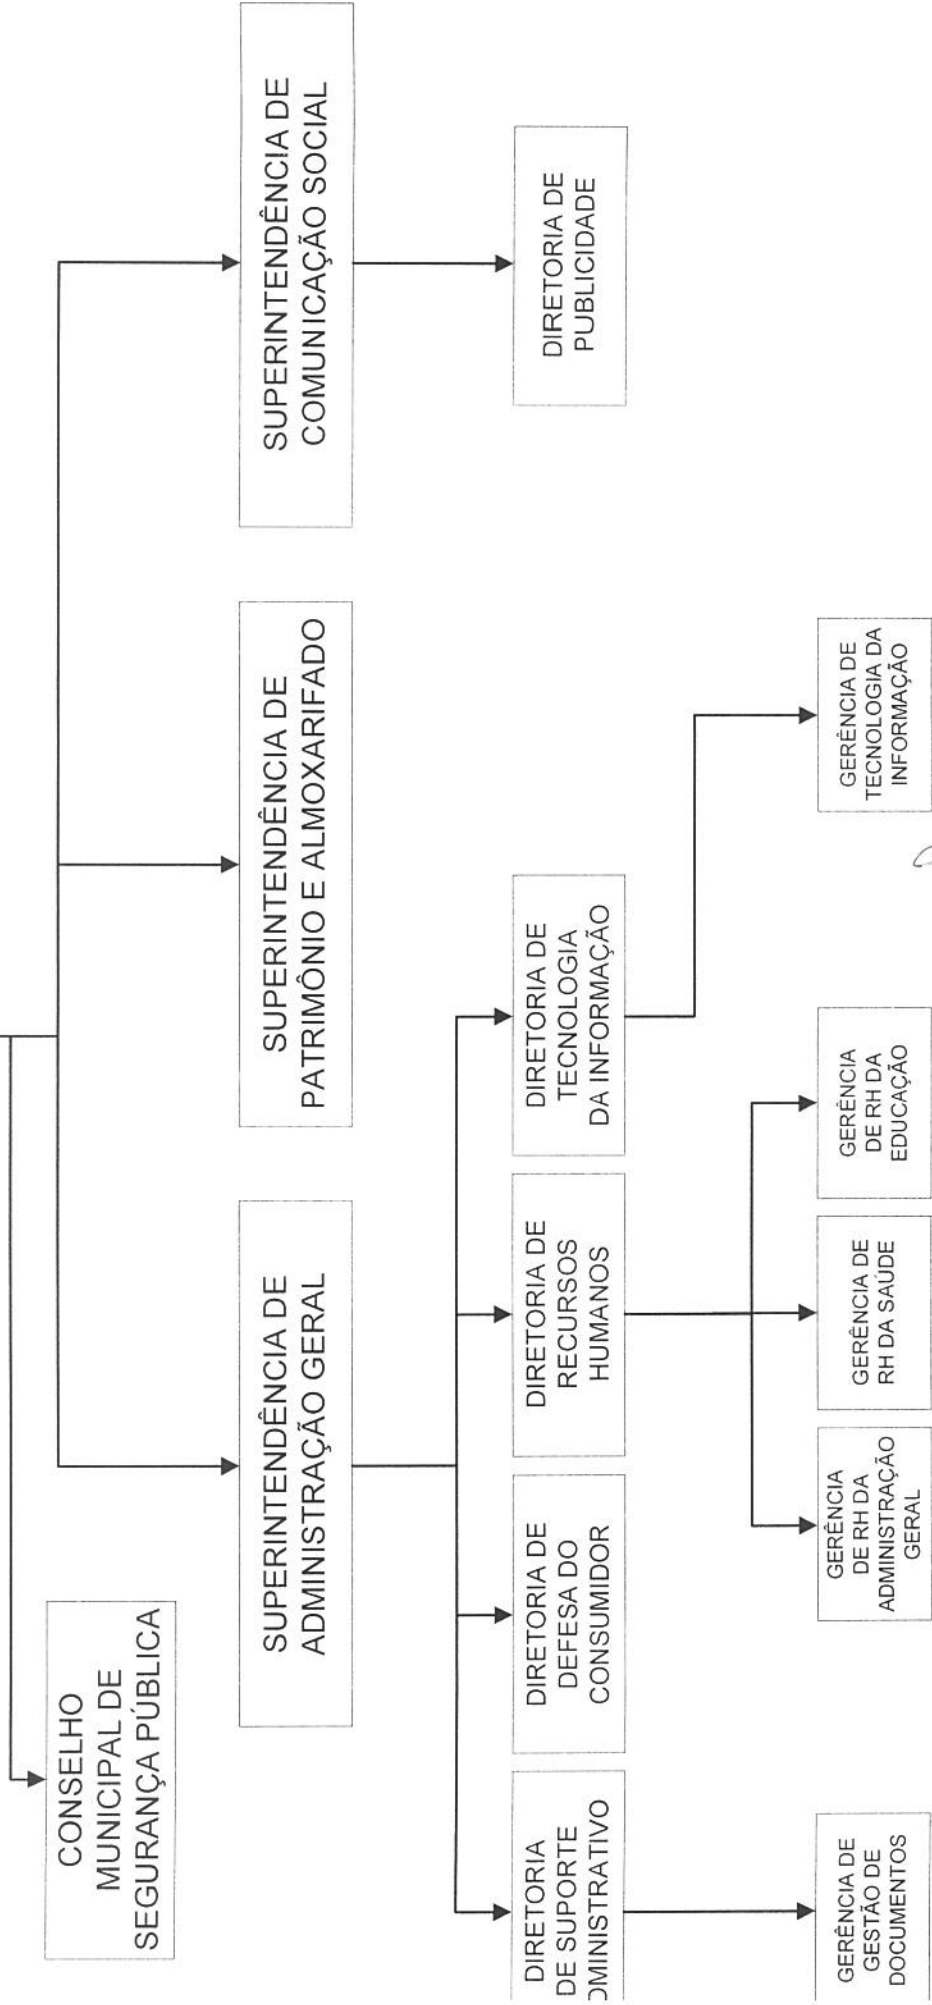 CONSELHO
MUNICIPAL DE
SEGURANÇA PÚBLICA
SUPERINTENDÊNCIA DE
ADMINISTRAÇÃO GERAL
SUPERINTENDÊNCIA DE
PATRIMÔNIO E ALMOXARIFADO
SUPERINTENDÊNCIA DE
COMUNICAÇÃO SOCIAL
DIRETORIA
DE SUPORTE
DMINISTRATIVO
DIRETORIA DE
DEFESA DO
CONSUMIDOR
DIRETORIA DE
RECURSOS
HUMANOS
DIRETORIA DE
TECNOLOGIA
DA INFORMAÇÃO
DIRETORIA DE
PUBLICIDADE
GERÊNCIA DE
GESTÃO DE
DOCUMENTOS
GERÊNCIA
DE RH DA
ADMINISTRAÇÃO
GERAL
GERÊNCIA DE
RH DA SAÚDE
GERÊNCIA
DE RH DA
EDUCAÇÃO
GERÊNCIA DE
TECNOLOGIA DA
INFORMAÇÃO